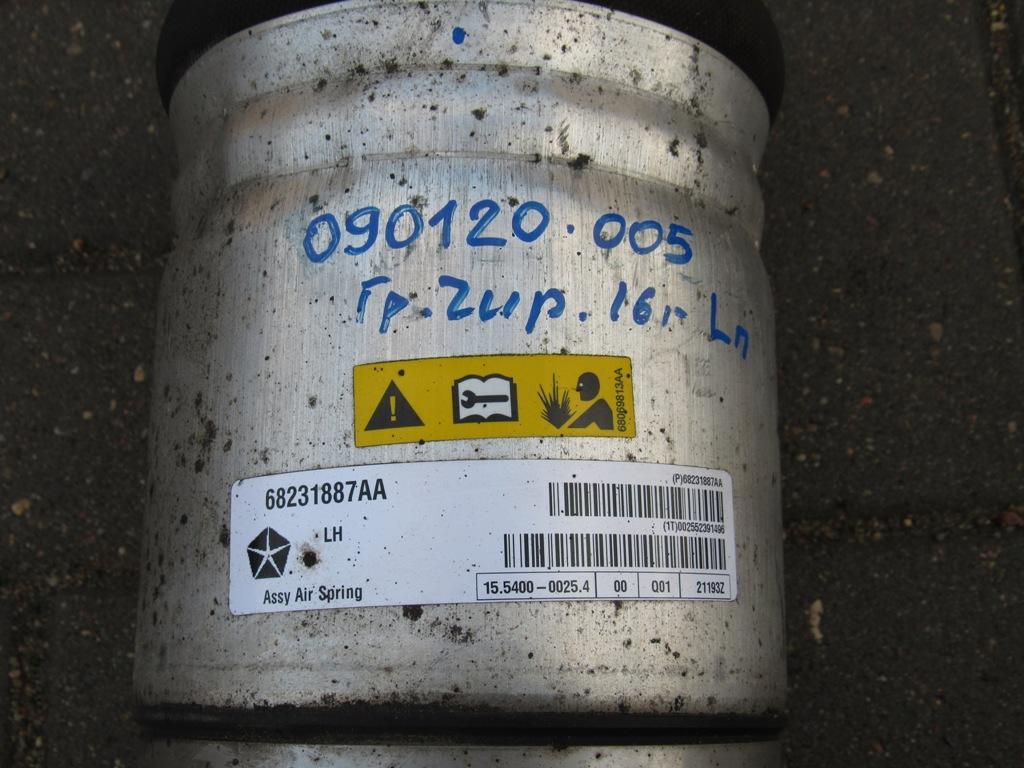 090120.005
Гр. Чир. 16г Лп
68069813AA
68231887AA
(P)68231887AA
LH
(1T)002552391496
Assy Air Spring
15.5400-0025.4 00 Q01 21193Z